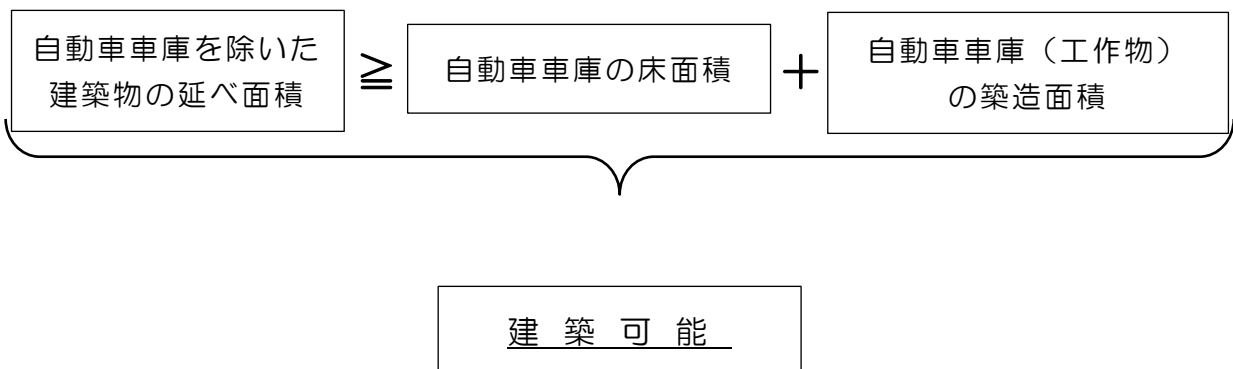 自動車車庫を除いた
建築物の延べ面積
≧
自動車車庫の床面積
＋
自動車車庫（工作物）
の築造面積
建 築 可 能